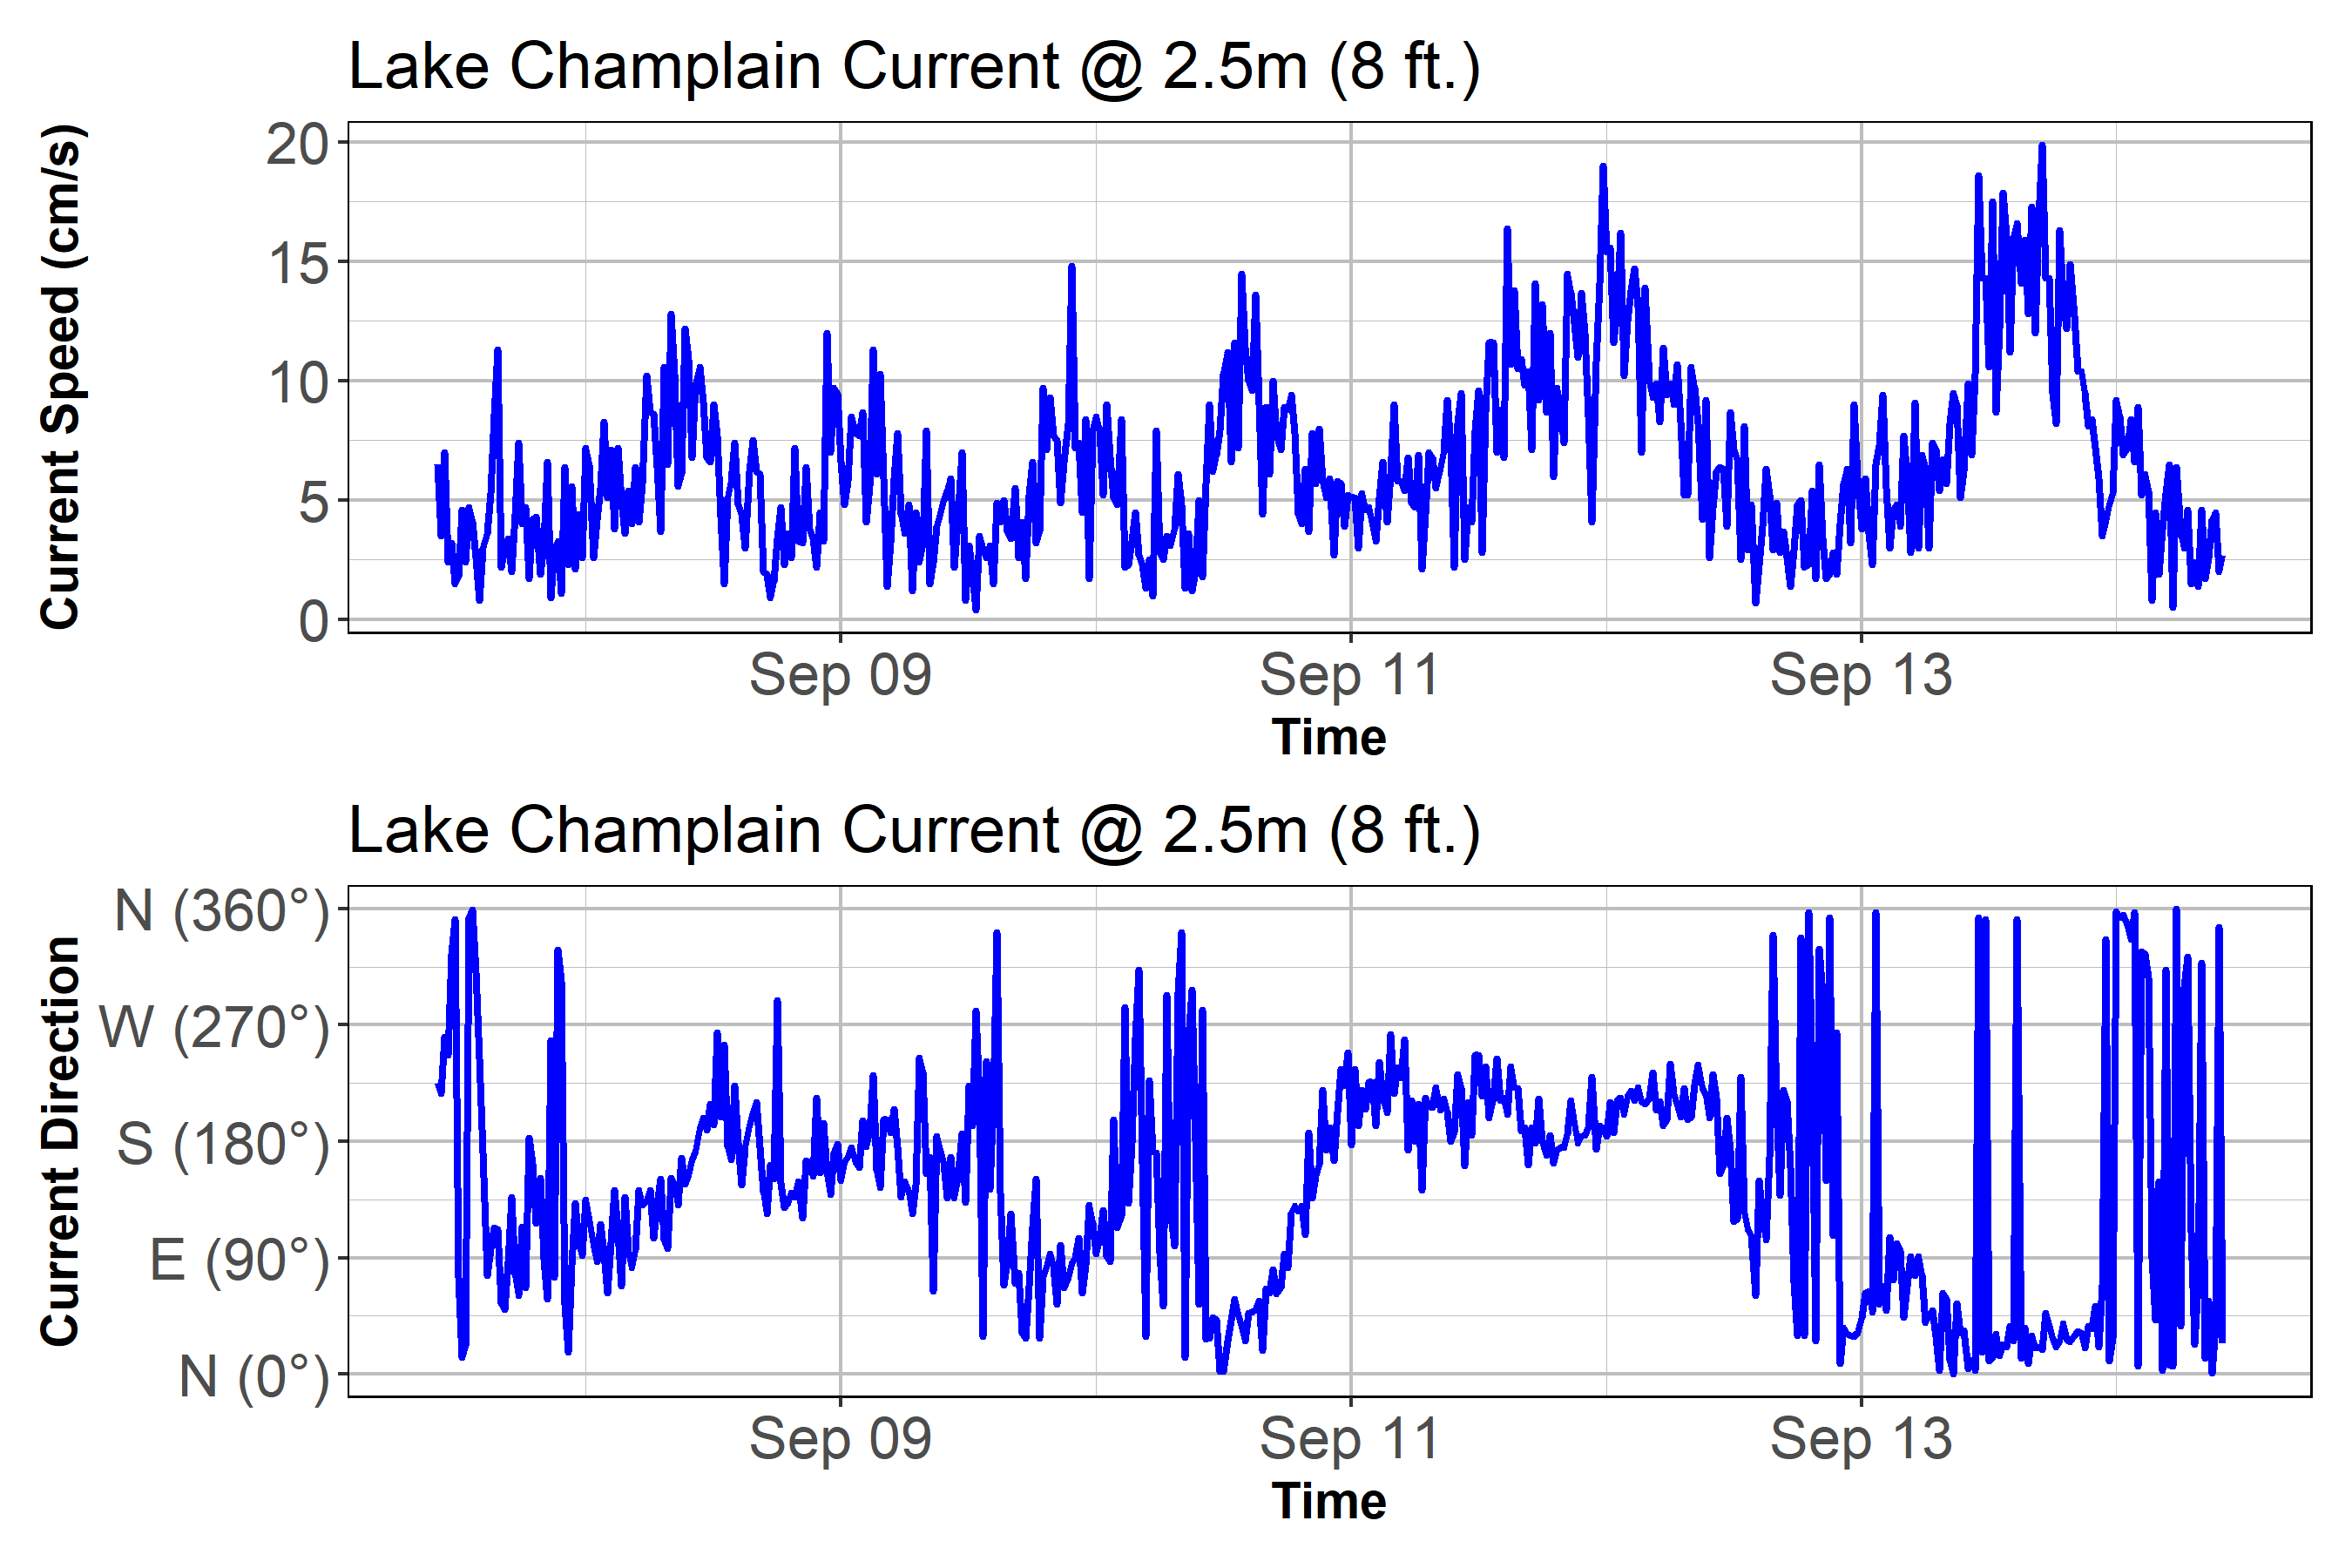 Lake Champlain Current @ 2.5m (8 ft.)
Current Speed (cm/s)
20
15
10
5
0
Sep 09 Sep 11 Sep 13
Time
Lake Champlain Current @ 2.5m (8 ft.)
Current Direction
N (360°)
W (270°)
S (180°)
E (90°)
N (0°)
Sep 09 Sep 11 Sep 13
Time